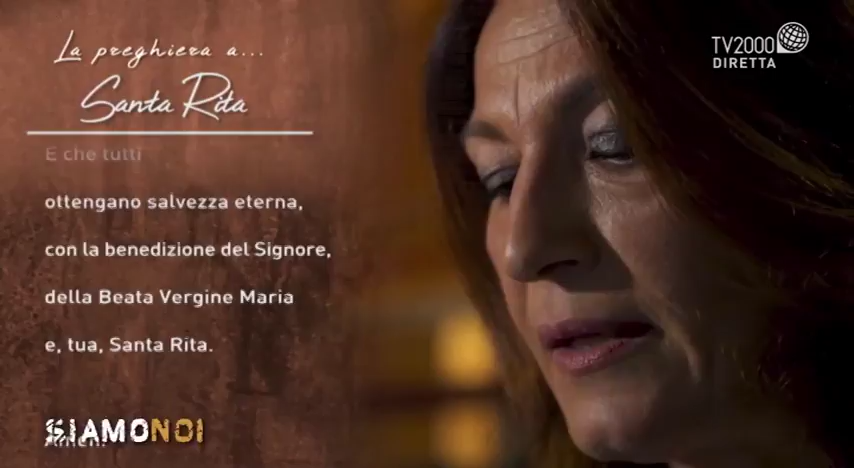 La preghiera a...
Santa Rita
E che tutti
ottengano salvezza eterna,
con la benedizione del Signore,
della Beata Vergine Maria
e, tua, Santa Rita.
Amen.
SIAMONOI
TV2000
DIRETTA